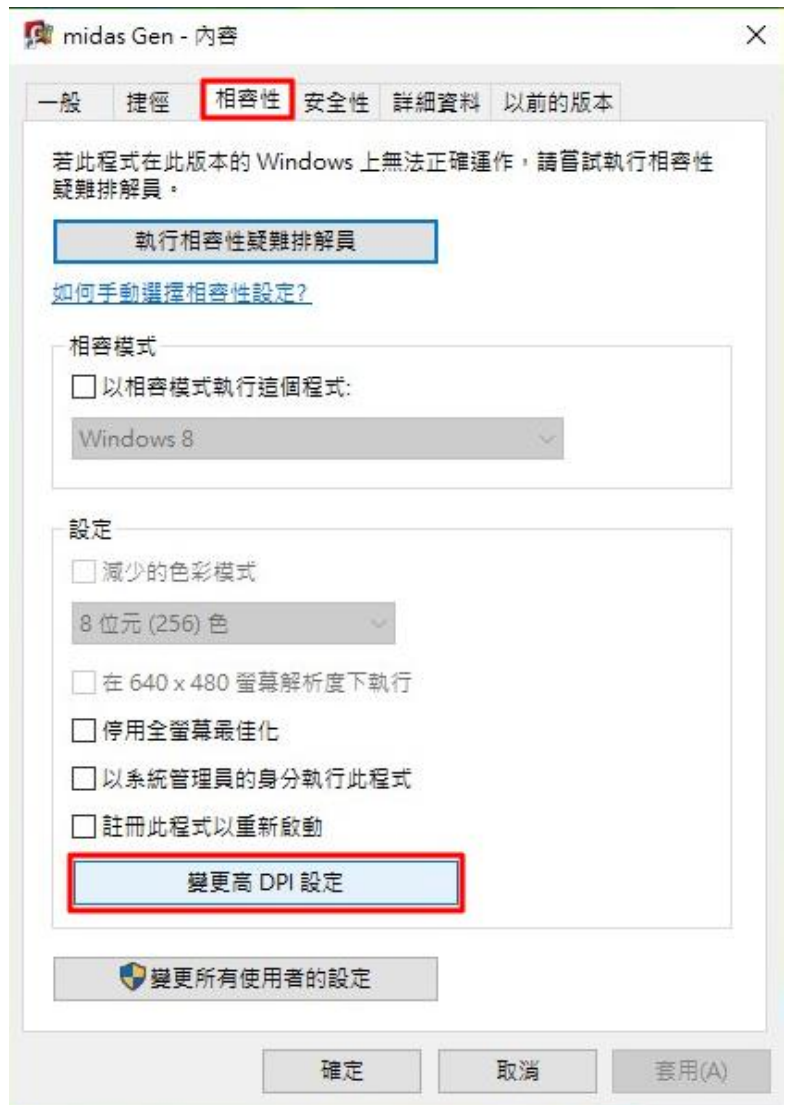 midas Gen - 內容
一般 捷徑 相容性 安全性 詳細資料 以前的版本
若此程式在此版本的 Windows 上無法正確運作，請嘗試執行相容性
疑難排解員。
執行相容性疑難排解員
如何手動選擇相容性設定?
相容模式
以相容模式執行這個程式:
Windows 8
設定
減少的色彩模式
8 位元 (256) 色
在 640 x 480 螢幕解析度下執行
停用全螢幕最佳化
以系統管理員的身分執行此程式
註冊此程式以重新啟動
變更高 DPI 設定
變更所有使用者的設定
確定 取消 套用(A)